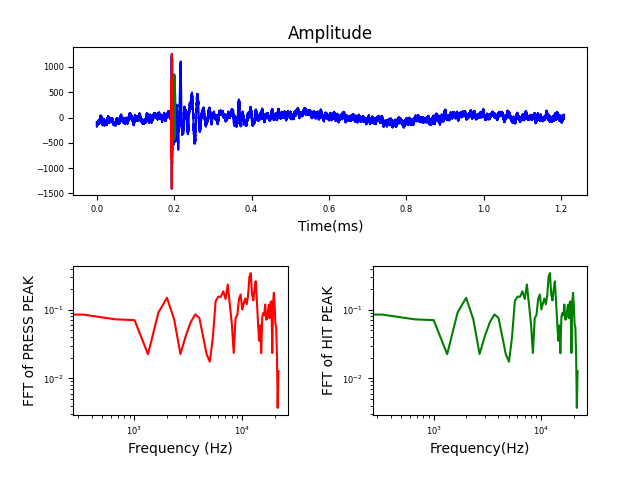 Amplitude
1000
500
0
−500
−1000
−1500
0.0 0.2 0.4 0.6 0.8 1.0 1.2
Time(ms)
FFT of PRESS PEAK
10⁻¹
10⁻²
10³ 10⁴
Frequency (Hz)
FFT of HIT PEAK
10⁻¹
10⁻²
10³ 10⁴
Frequency(Hz)